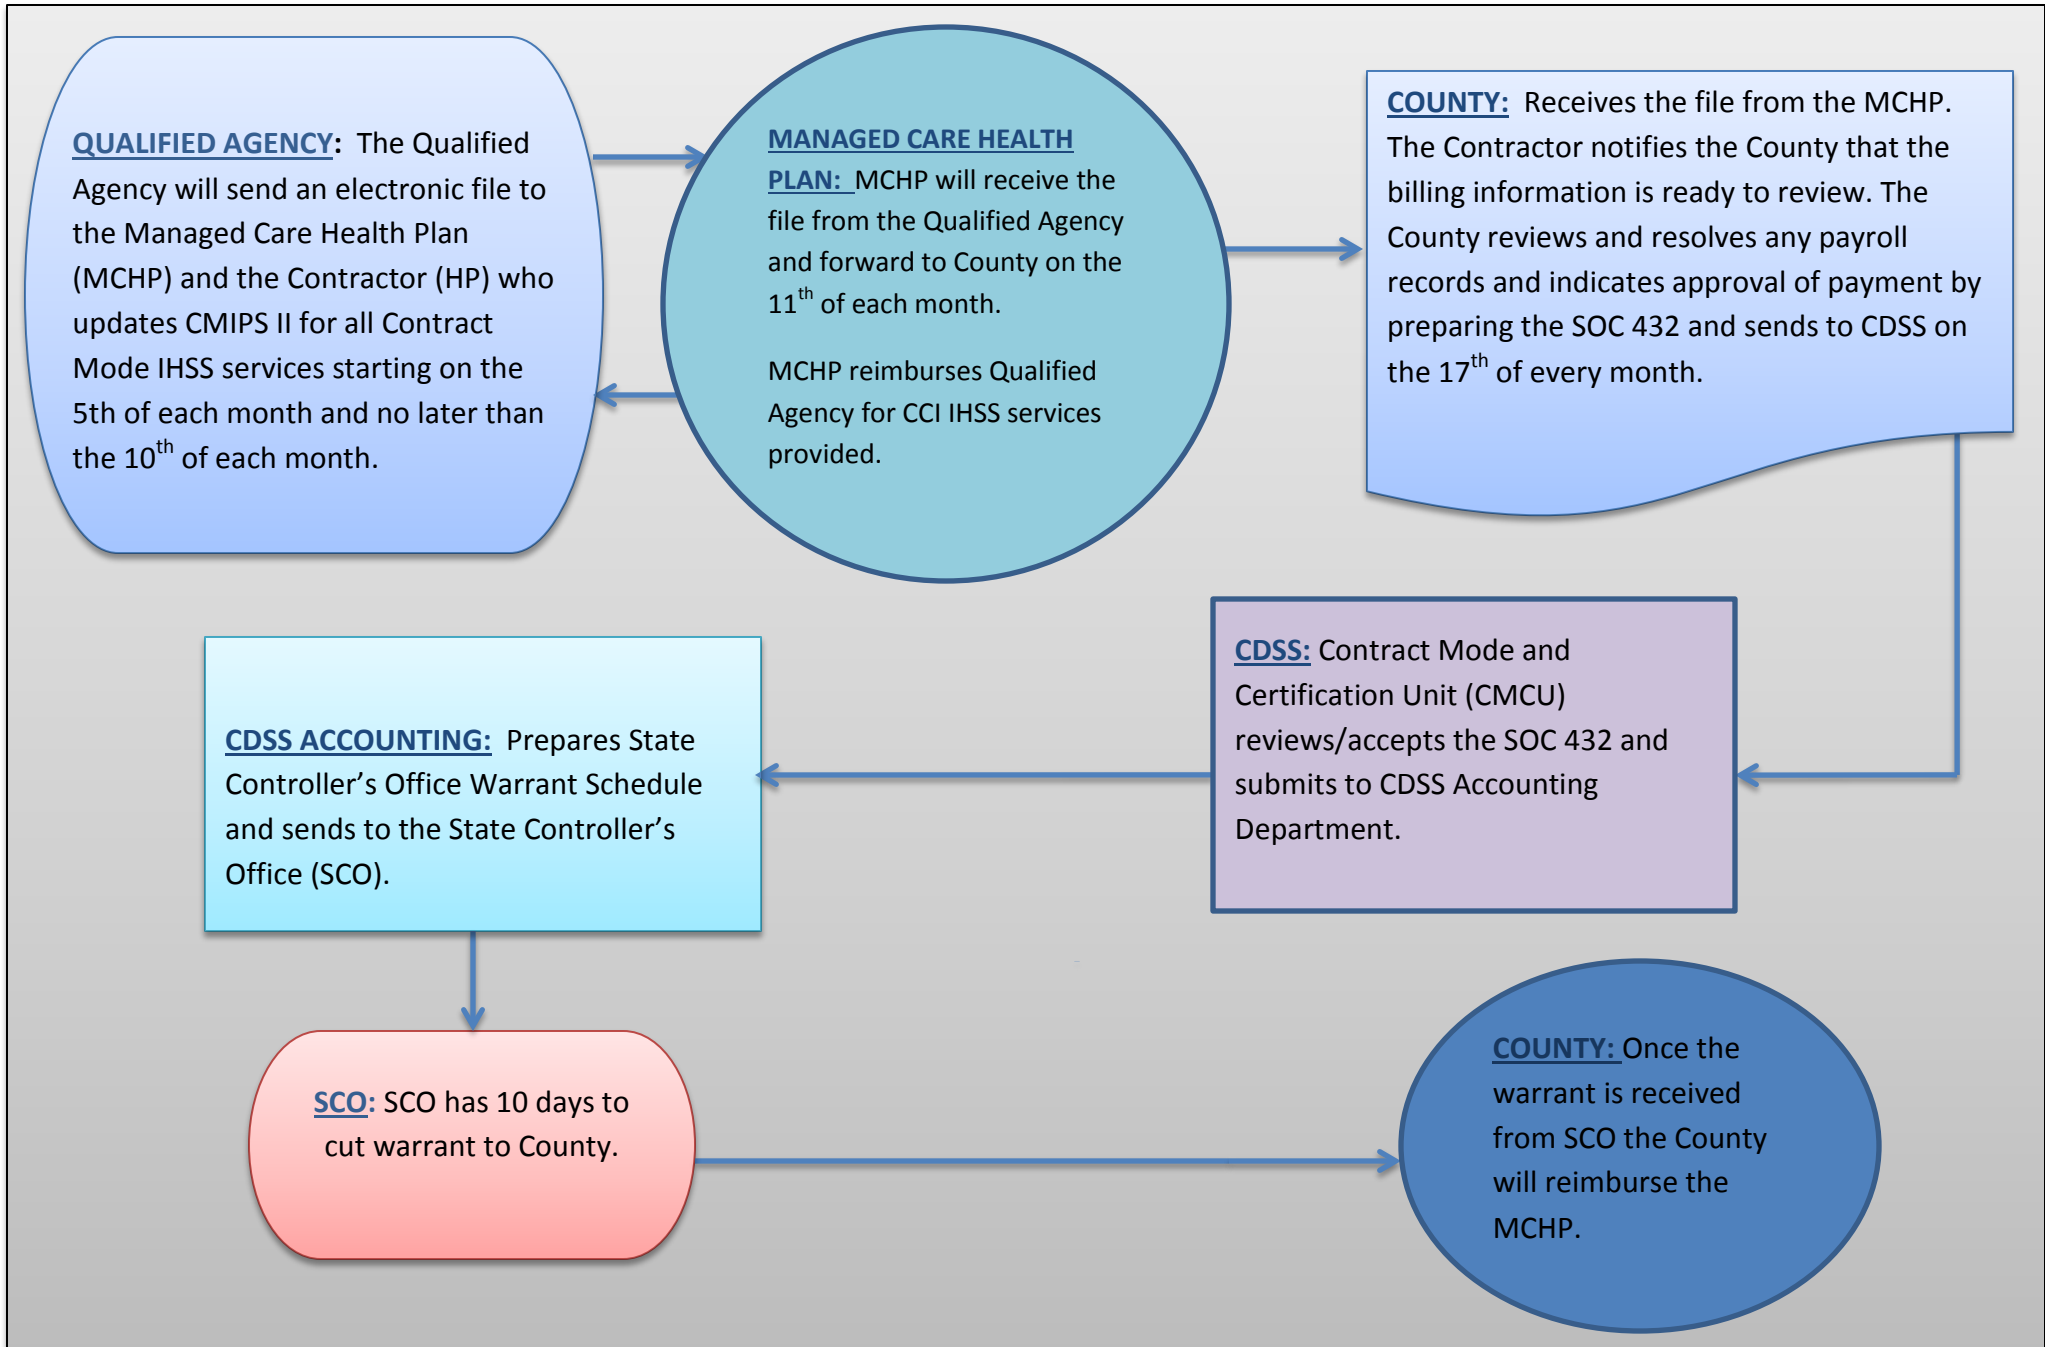 QUALIFIED AGENCY: The Qualified
Agency will send an electronic file to
the Managed Care Health Plan
(MCHP) and the Contractor (HP) who
updates CMIPS II for all Contract
Mode IHSS services starting on the
5th of each month and no later than
the 10th of each month.
MANAGED CARE HEALTH
PLAN: MCHP will receive the
file from the Qualified Agency
and forward to County on the
11th of each month.
MCHP reimburses Qualified
Agency for CCI IHSS services
provided.
COUNTY: Receives the file from the MCHP.
The Contractor notifies the County that the
billing information is ready to review. The
County reviews and resolves any payroll
records and indicates approval of payment by
preparing the SOC 432 and sends to CDSS on
the 17th of every month.
CDSS: Contract Mode and
Certification Unit (CMCU)
reviews/accepts the SOC 432 and
submits to CDSS Accounting
Department.
CDSS ACCOUNTING: Prepares State
Controller’s Office Warrant Schedule
and sends to the State Controller’s
Office (SCO).
SCO: SCO has 10 days to
cut warrant to County.
COUNTY: Once the
warrant is received
from SCO the County
will reimburse the
MCHP.